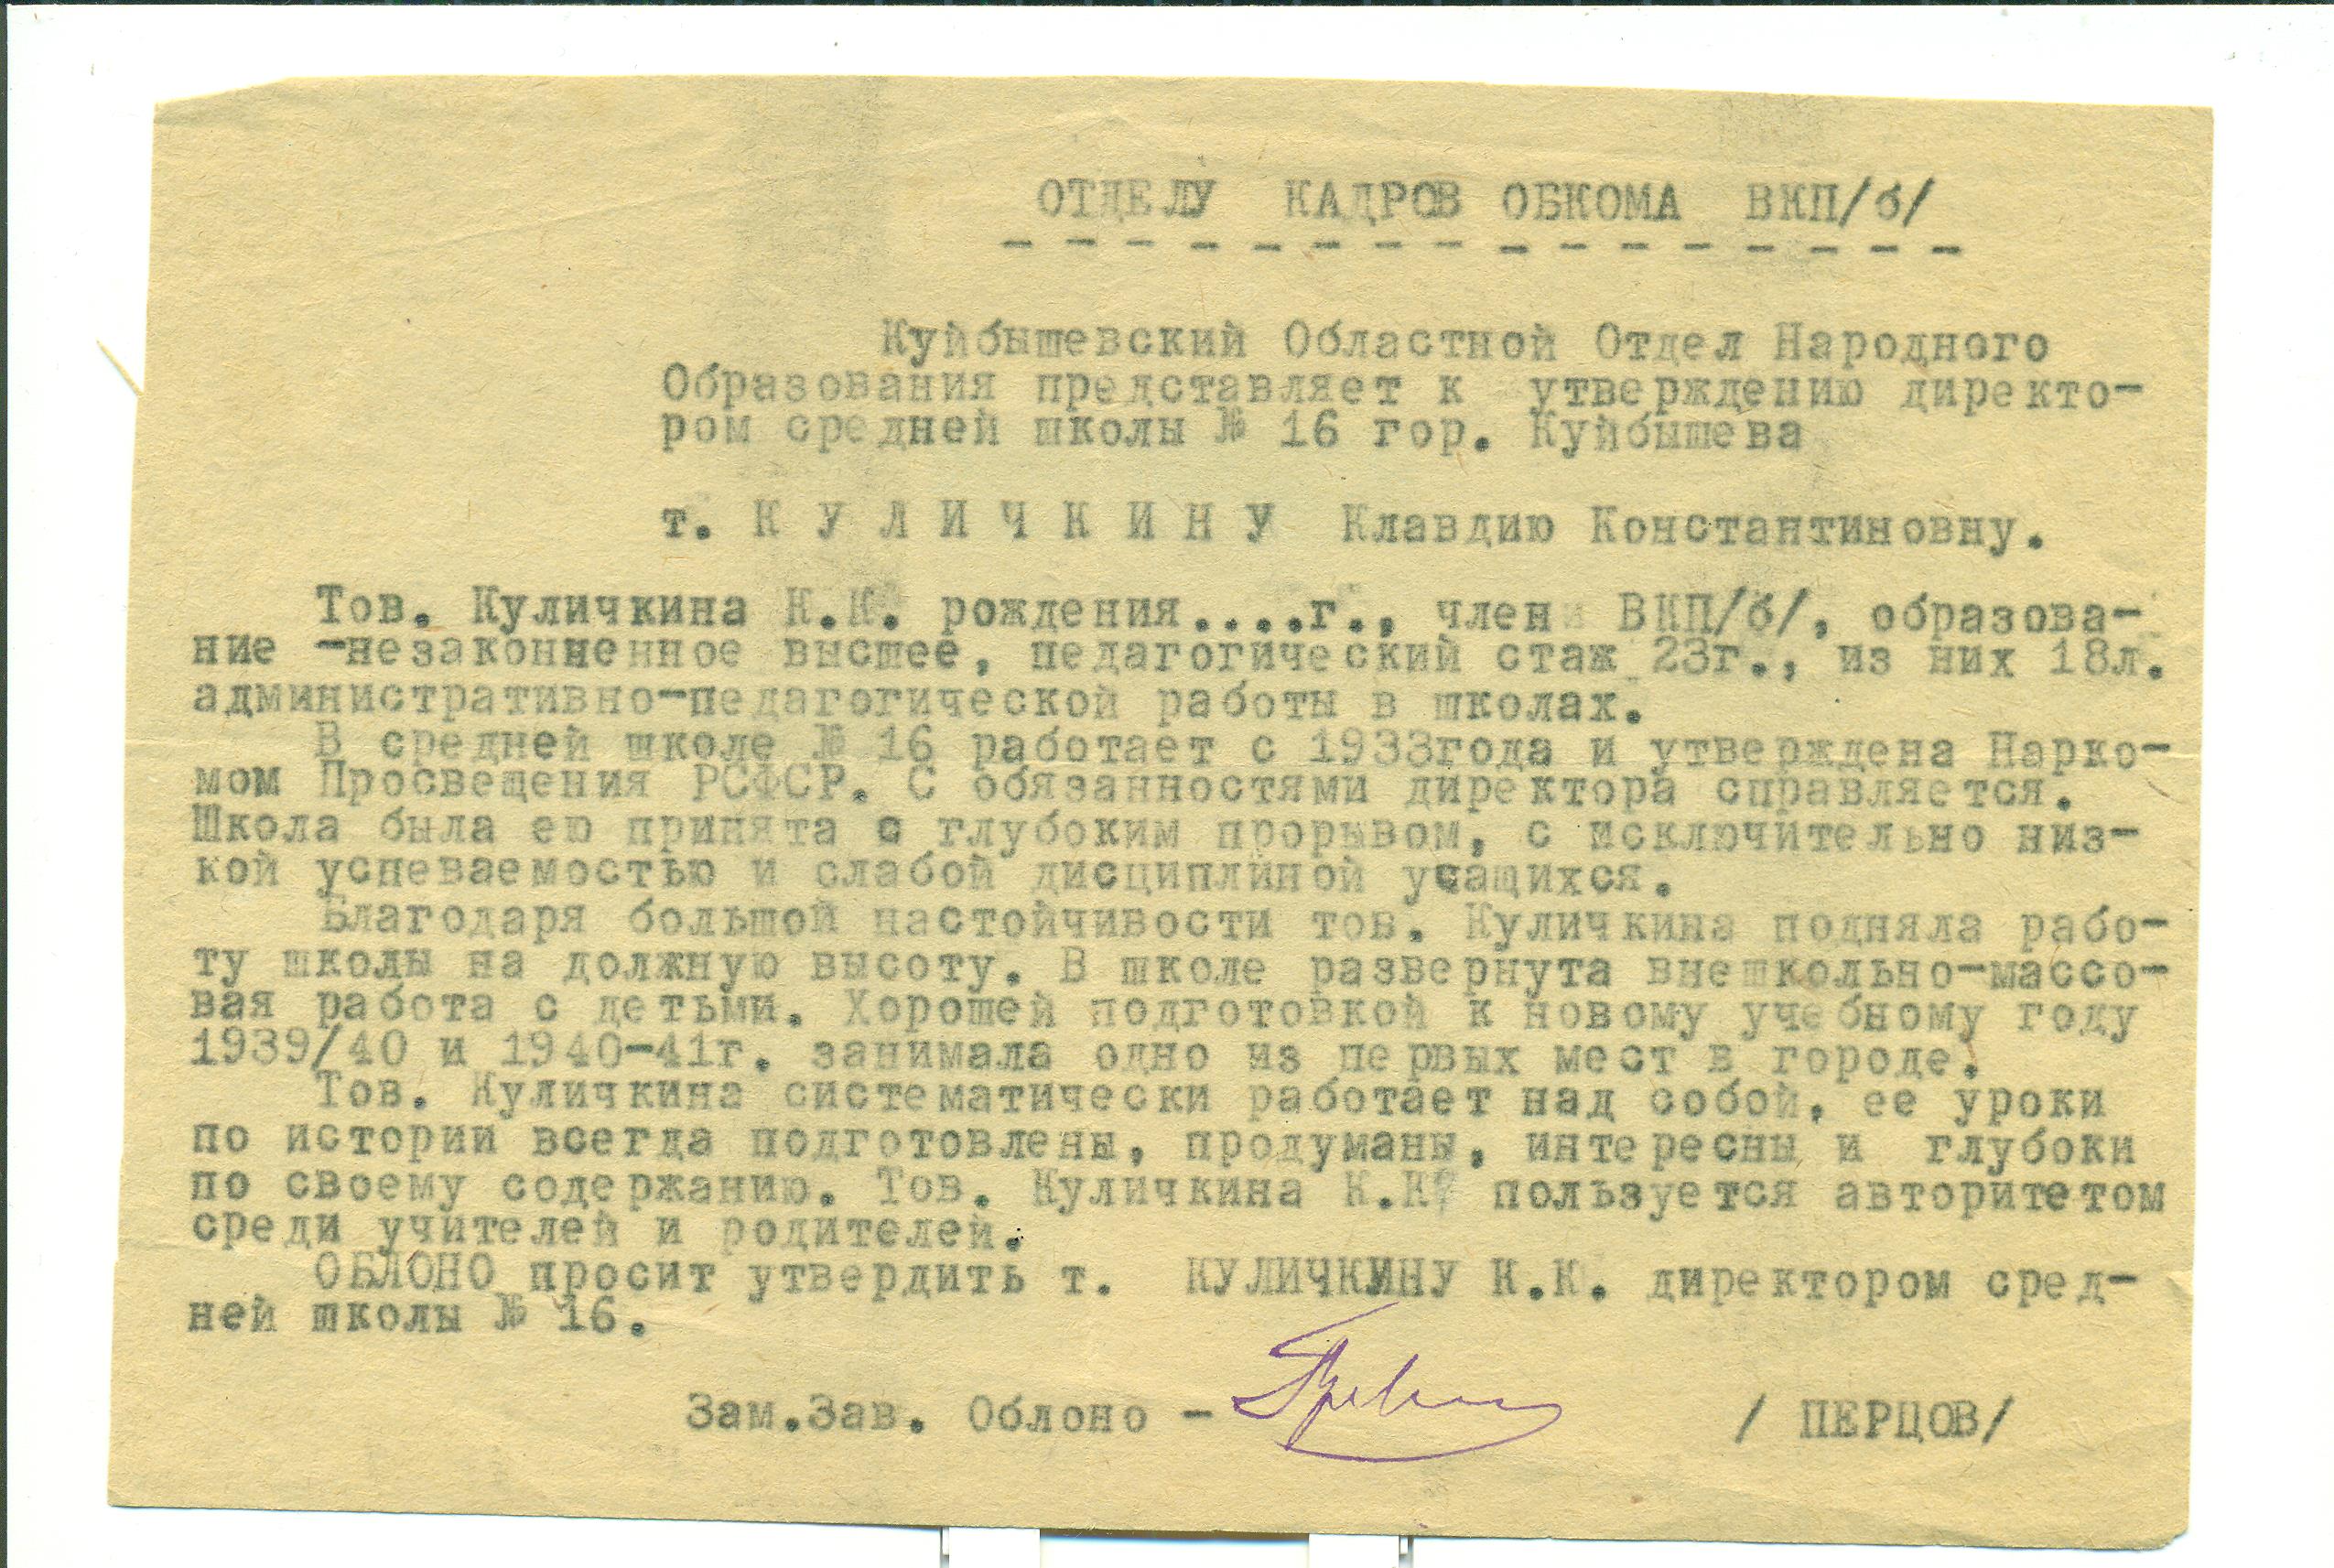 ОТДЕЛУ КАДРОВ ОБКОМА ВКП/б/
Куйбышевский Областной Отдел Народного
Образования представляет к утверждению директо-
ром средней школы № 16 гор. Куйбышева
т. К У Л И Ч К И Н У Клавдию Константиновну.
Тов. Куличкина К.К. рождения....г., член ВКП/б/, образова-
ние -незаконненное высшее, педагогический стаж 23г., из них 18л.
административно-педагогической работы в школах.
В средней школе № 16 работает с 1933года и утверждена Нарко-
мом Просвещения РСФСР. С обязанностями директора справляется.
Школа была ею принята с глубоким прорывом, с исключительно низ-
кой успеваемостью и слабой дисциплиной учащихся.
Благодаря большой настойчивости тов. Куличкина подняла рабо-
ту школы на должную высоту. В школе развернута внешкольно-массо-
вая работа с детьми. Хорошей подготовкой к новому учебному году
1939/40 и 1940-41г. занимала одно из первых мест в городе.
Тов. Куличкина систематически работает над собой, ее уроки
по истории всегда подготовлены, продуманы, интересны и глубоки
по своему содержанию. Тов. Куличкина К.К. пользуется авторитетом
среди учителей и родителей.
ОБЛОНО просит утвердить т. КУЛИЧКИНУ К.К. директором сред-
ней школы № 16.
Зам.Зав. Облоно - / ПЕРЦОВ/